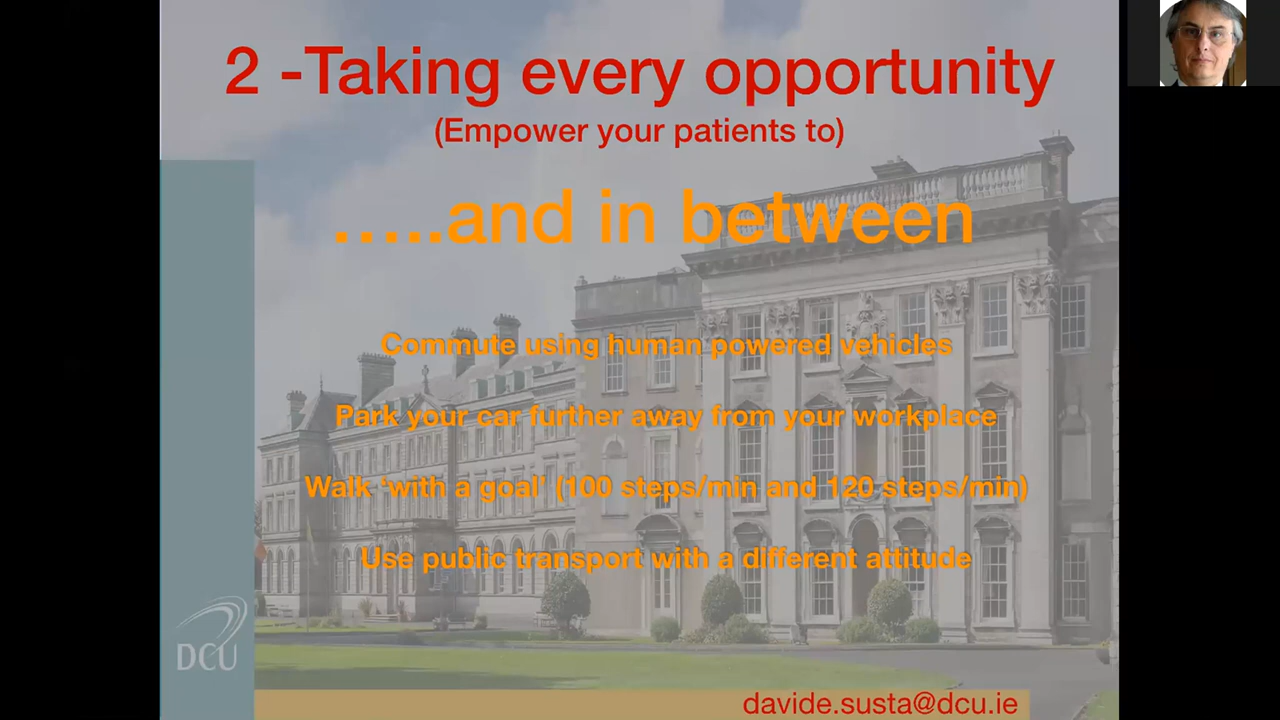 2 -Taking every opportunity
(Empower your patients to)
…..and in between
Commute using human powered vehicles
Park your car further away from your workplace
Walk ‘with a goal’ (100 steps/min and 120 steps/min)
Use public transport with a different attitude
DCU
davide.susta@dcu.ie